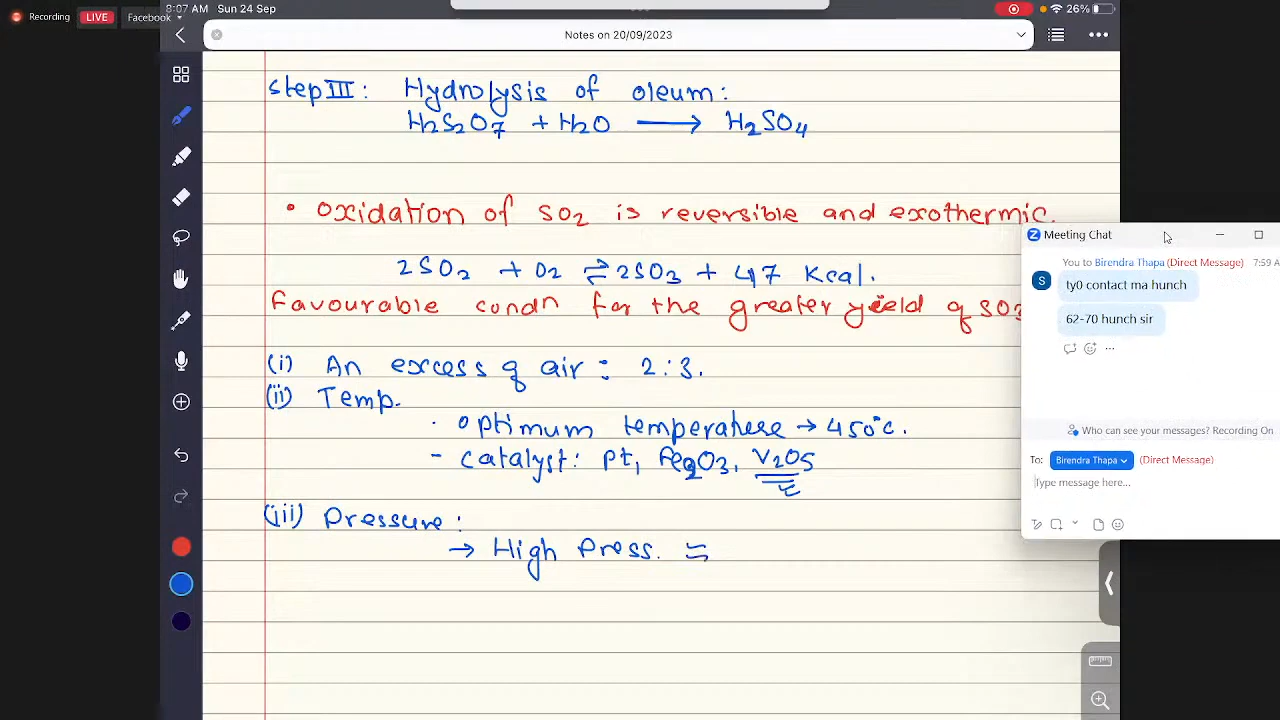 8:07 AM Sun 24 Sep
26%
Recording LIVE Facebook
Notes on 20/09/2023
step III : Hydrolysis of oleum :
H2S2O7 + H2O → H2SO4
• Oxidation of SO2 is reversible and exothermic.
2SO2 + O2 ⇌ 2SO3 + 47 Kcal.
Favourable condn for the greater yield of SO3
(i) An excess of air : 2 : 3.
(ii) Temp.
· Optimum temperature → 450°c.
- catalyst : Pt, Fe2O3, V2O5
(iii) Pressure :
→ High Press. ⇌
Meeting Chat
You to Birendra Thapa (Direct Message) 7:59 A
S
ty0 contact ma hunch
62-70 hunch sir
Who can see your messages? Recording On
To: Birendra Thapa (Direct Message)
Type message here...